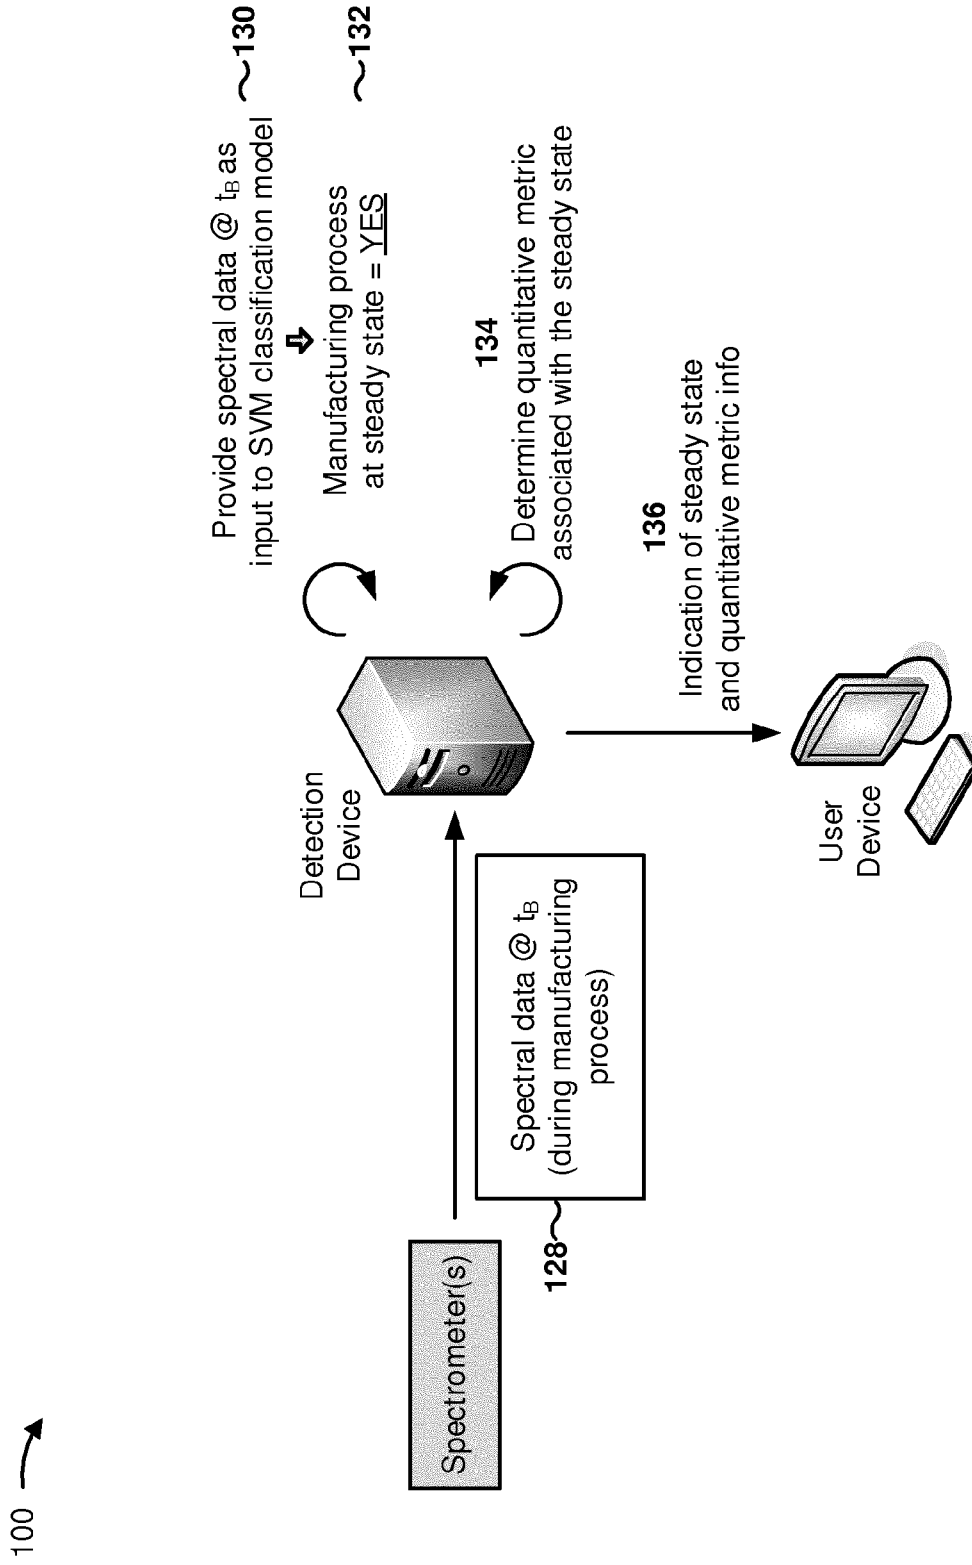 100
Provide spectral data @ tB as
input to SVM classification model
130
Manufacturing process
at steady state = YES
132
Detection
Device
134
Determine quantitative metric
associated with the steady state
Spectrometer(s)
Spectral data @ tB
(during manufacturing
process)
128
136
Indication of steady state
and quantitative metric info
User
Device